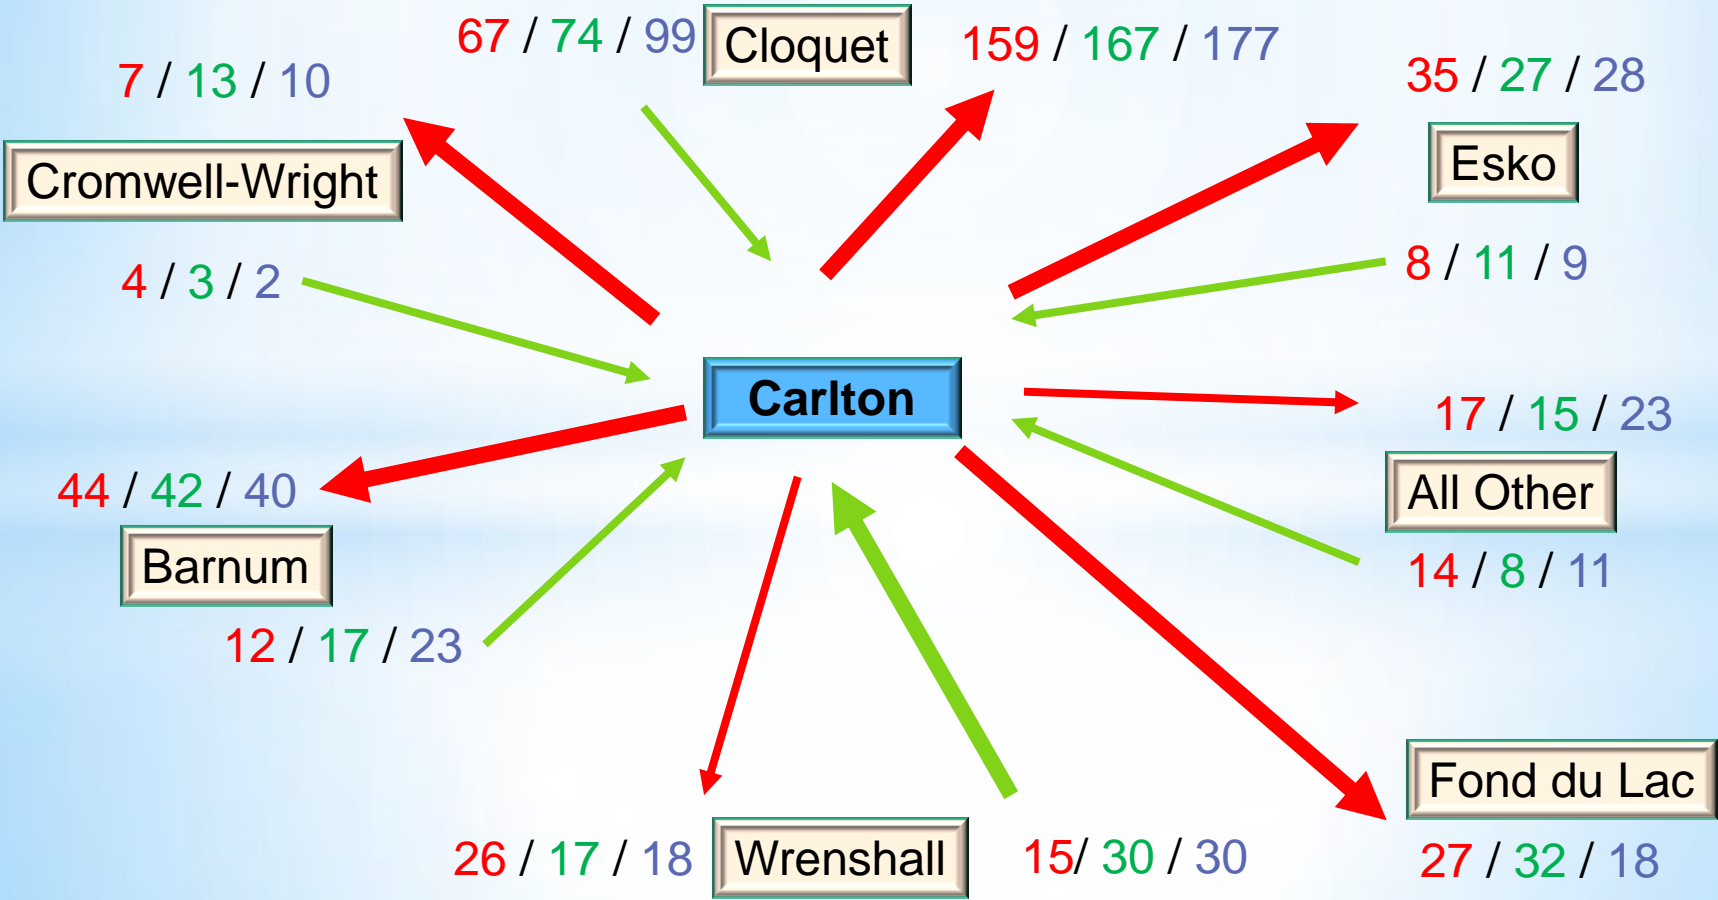 67 / 74 / 99
Cloquet
159 / 167 / 177
7 / 13 / 10
35 / 27 / 28
Cromwell-Wright
Esko
4 / 3 / 2
8 / 11 / 9
Carlton
17 / 15 / 23
44 / 42 / 40
All Other
Barnum
14 / 8 / 11
12 / 17 / 23
Fond du Lac
26 / 17 / 18
Wrenshall
15/ 30 / 30
27 / 32 / 18